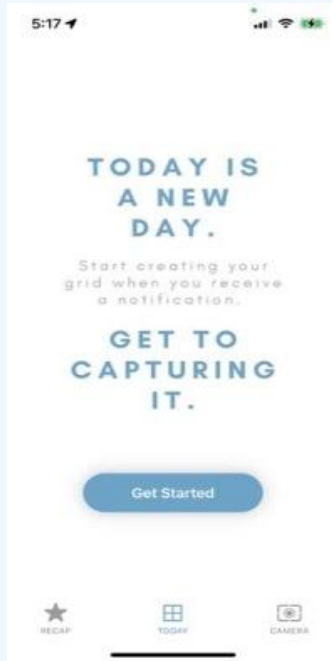 5:17
TODAY IS
A NEW
DAY.
Start creating your
grid when you receive
a notification.
GET TO
CAPTURING
IT.
Get Started
RECAP
TODAY
CAMERA